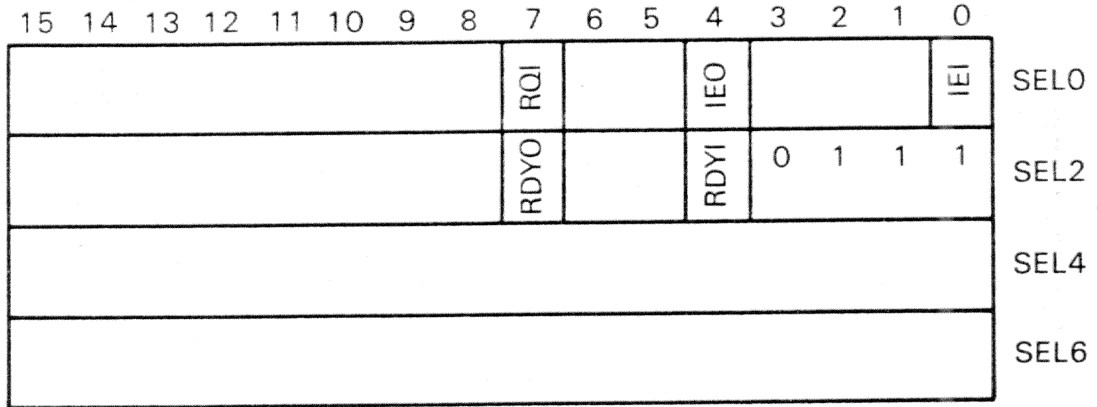 15 14 13 12 11 10 9 8 7 6 5 4 3 2 1 0
RQI IEO IEI SEL0
RDYO RDYI 0 1 1 1 SEL2
SEL4
SEL6